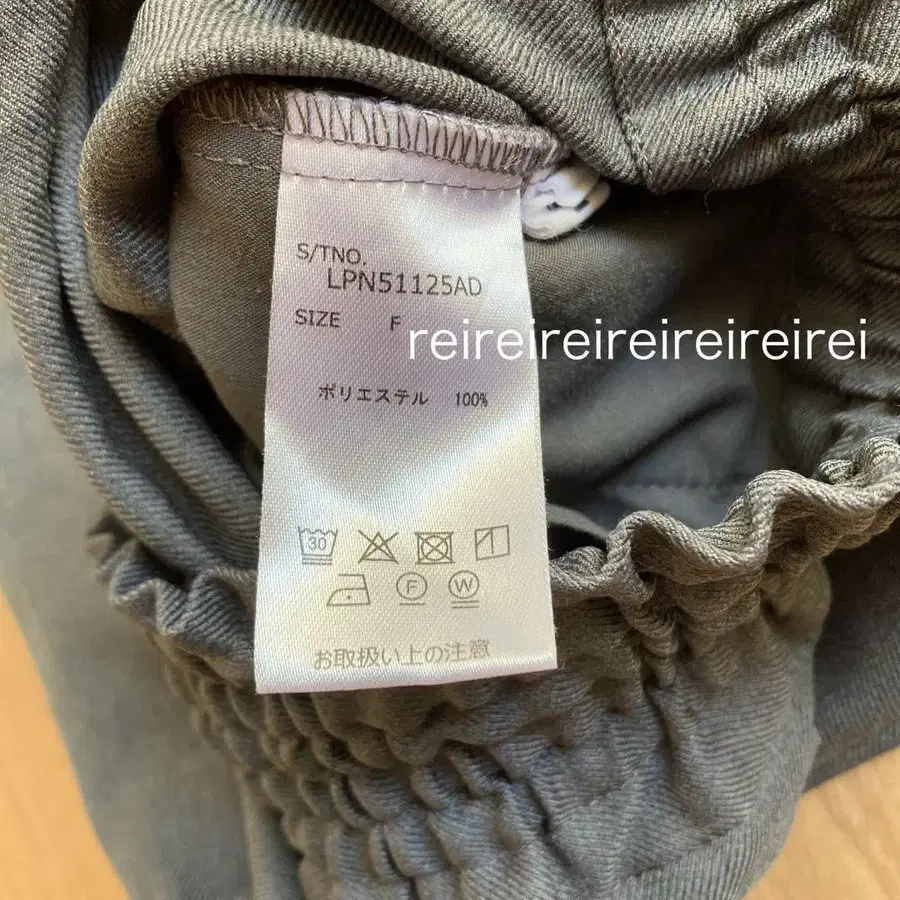 S/TNO.
LPN51125AD
SIZE F
reireireireireireirei
ポリエステル 100%
30
F W
お取扱い上の注意